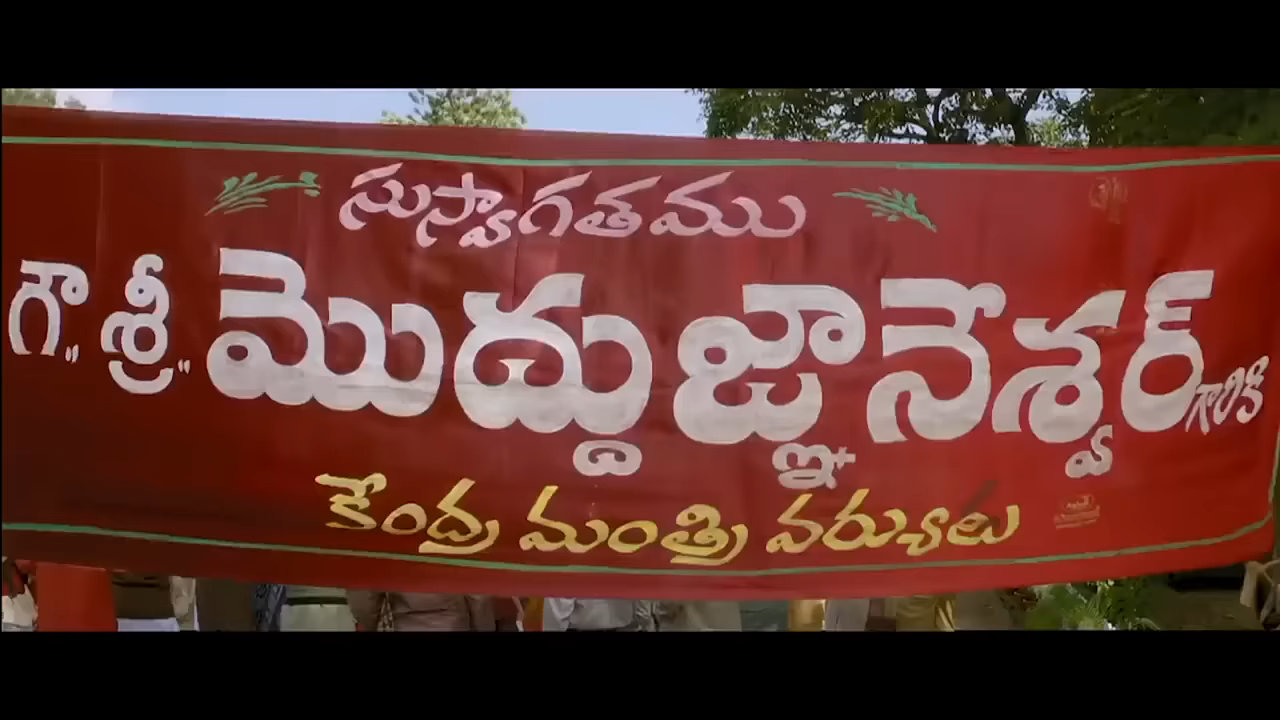 సుస్వాగతము
గౌ,, శ్రీ,, మొద్దు జ్ఞానేశ్వర్ గారికి
కేంద్ర మంత్రి వర్యులు